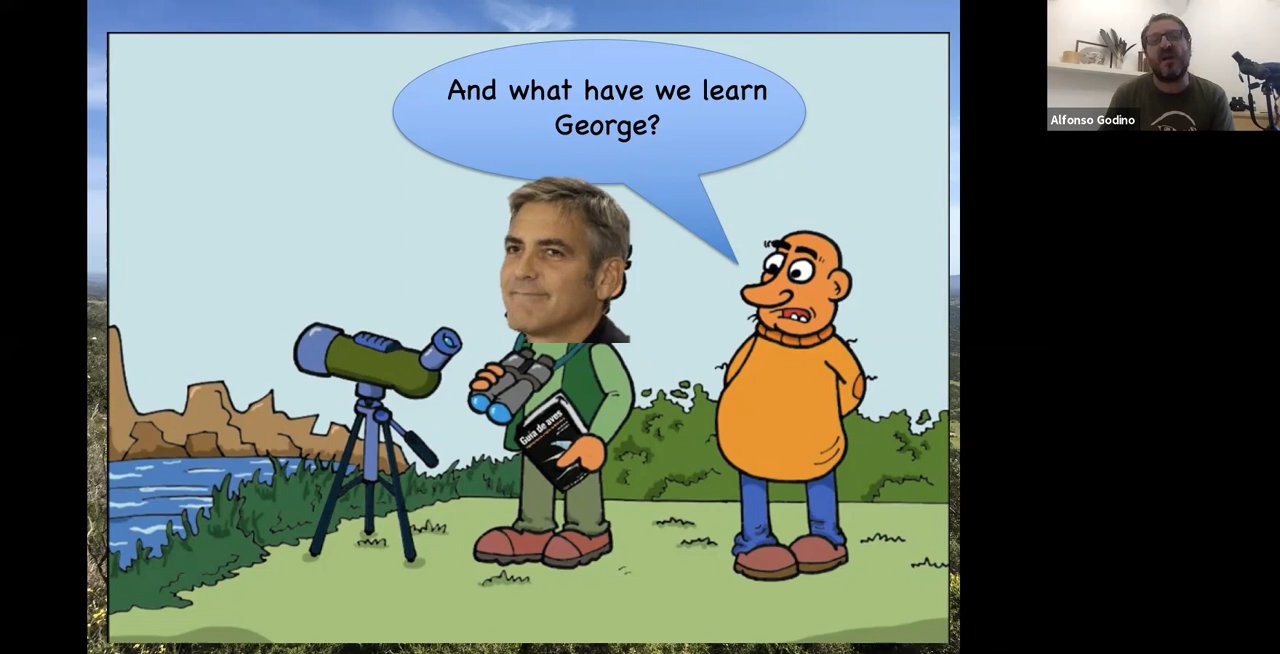 And what have we learn
George?
Alfonso Godino
Guía de aves